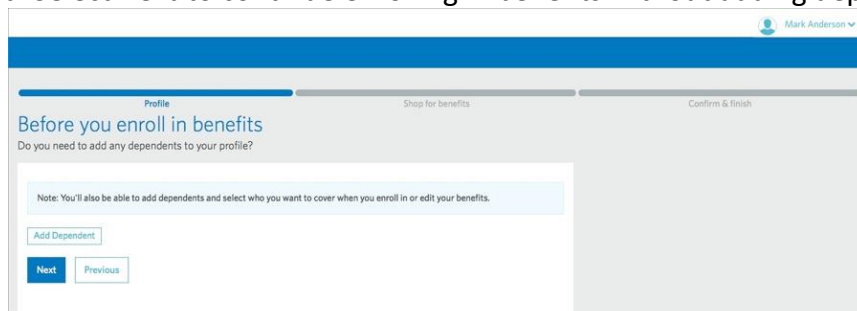 Mark Anderson
Profile
Shop for benefits
Confirm & finish
Before you enroll in benefits
Do you need to add any dependents to your profile?
Note: You'll also be able to add dependents and select who you want to cover when you enroll in or edit your benefits.
Add Dependent
Next
Previous